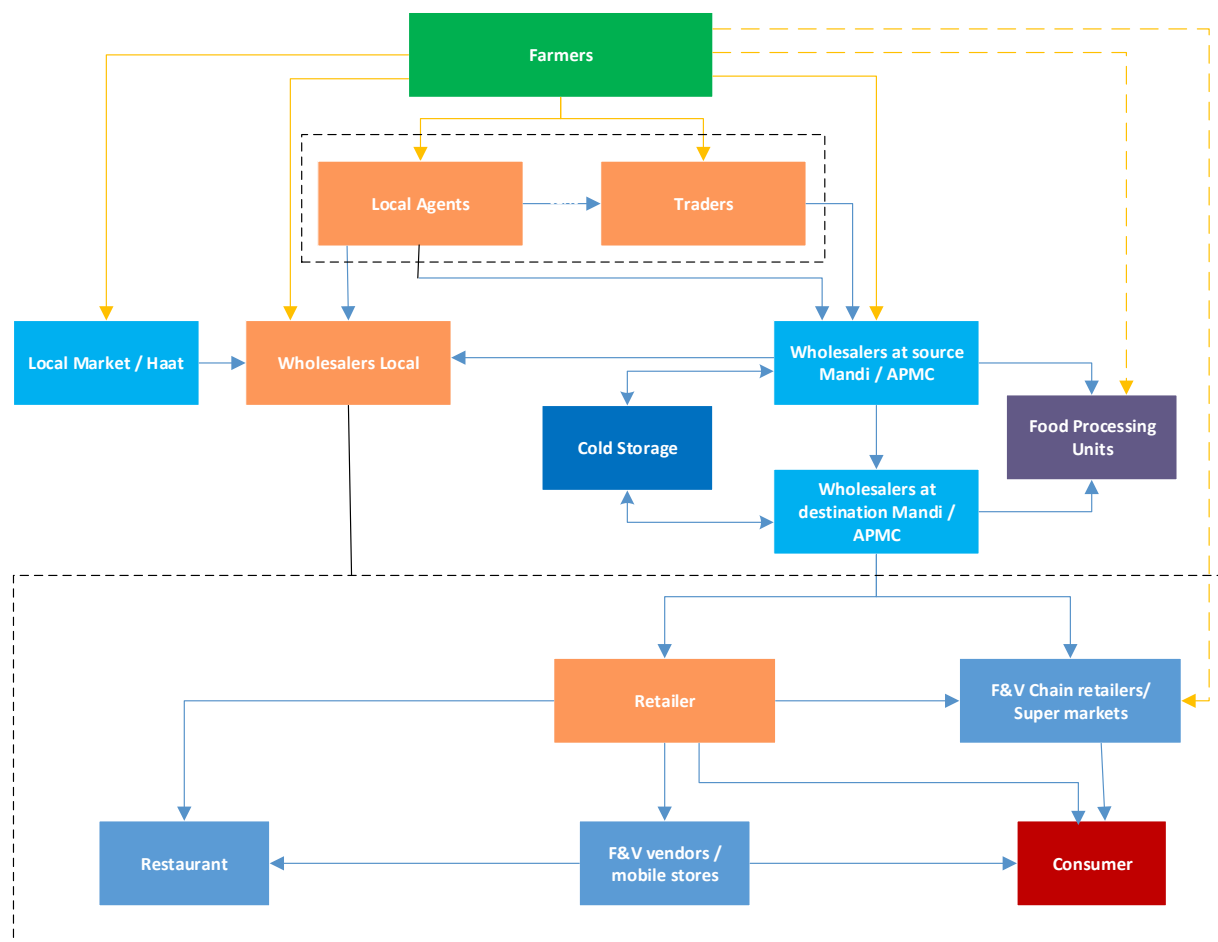 Farmers
Local Agents
Traders
Local Market / Haat
Wholesalers Local
Wholesalers at source
Mandi / APMC
Cold Storage
Food Processing
Units
Wholesalers at
destination Mandi /
APMC
Retailer
F&V Chain retailers/
Super markets
Restaurant
F&V vendors /
mobile stores
Consumer